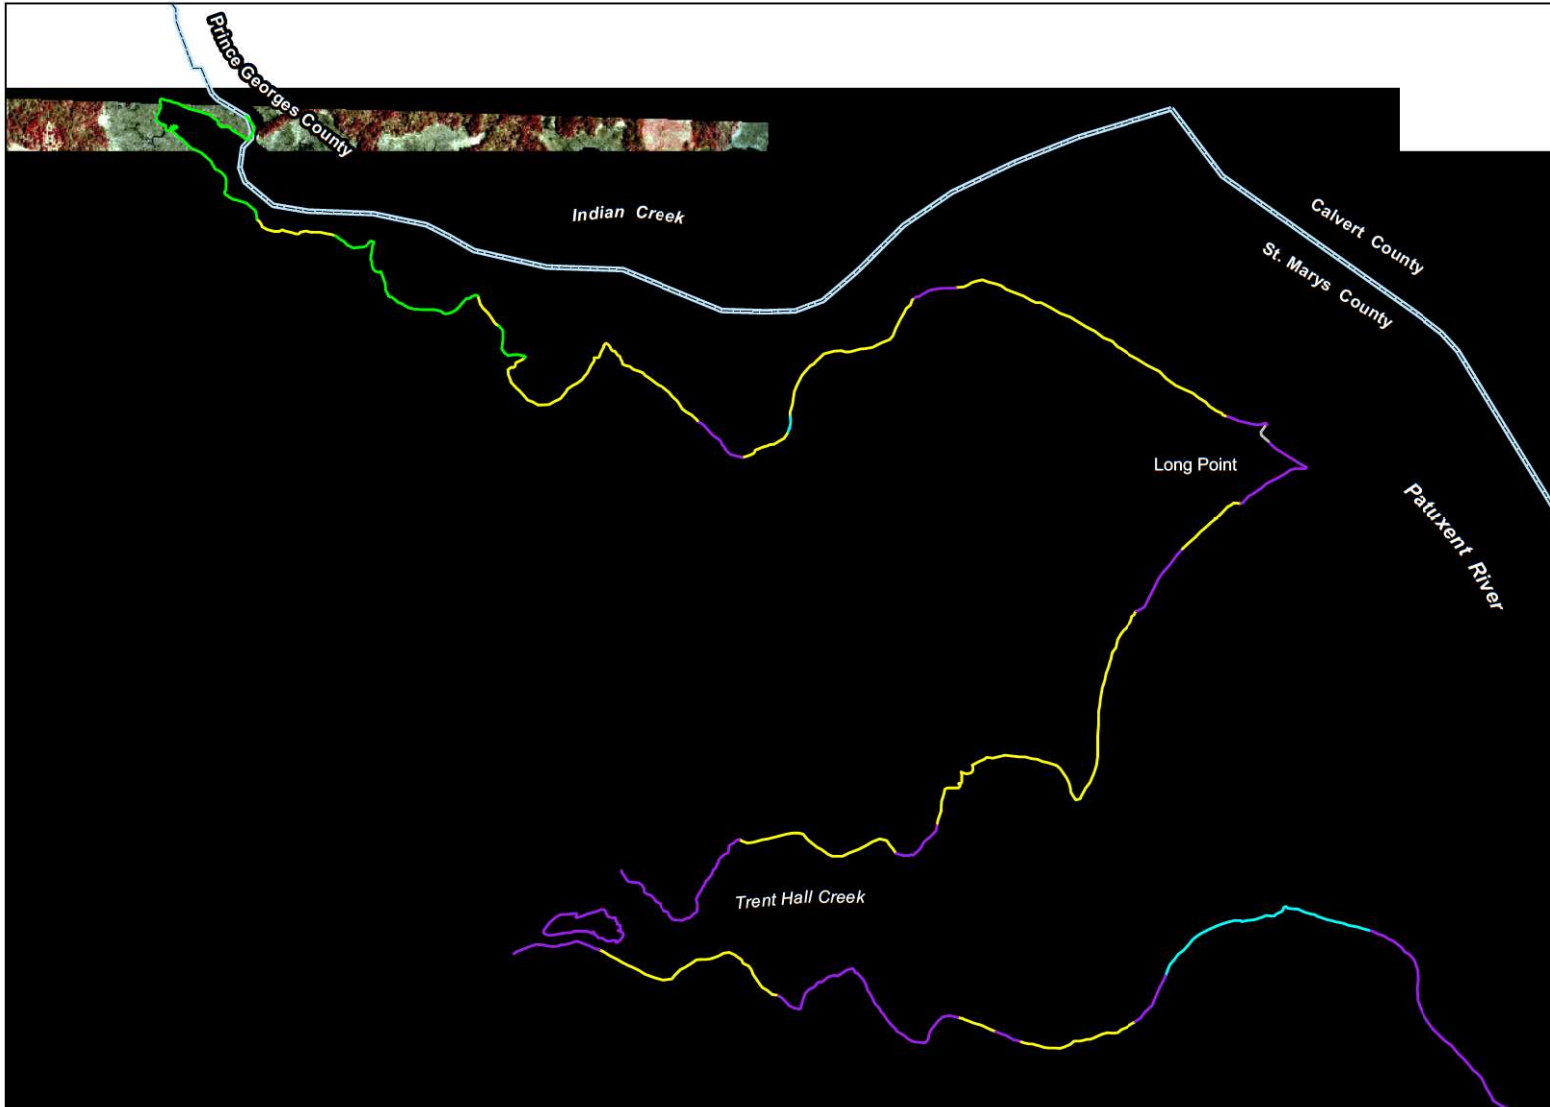 Prince Georges County
Indian Creek
Calvert County
St. Marys County
Long Point
Patuxent River
Trent Hall Creek